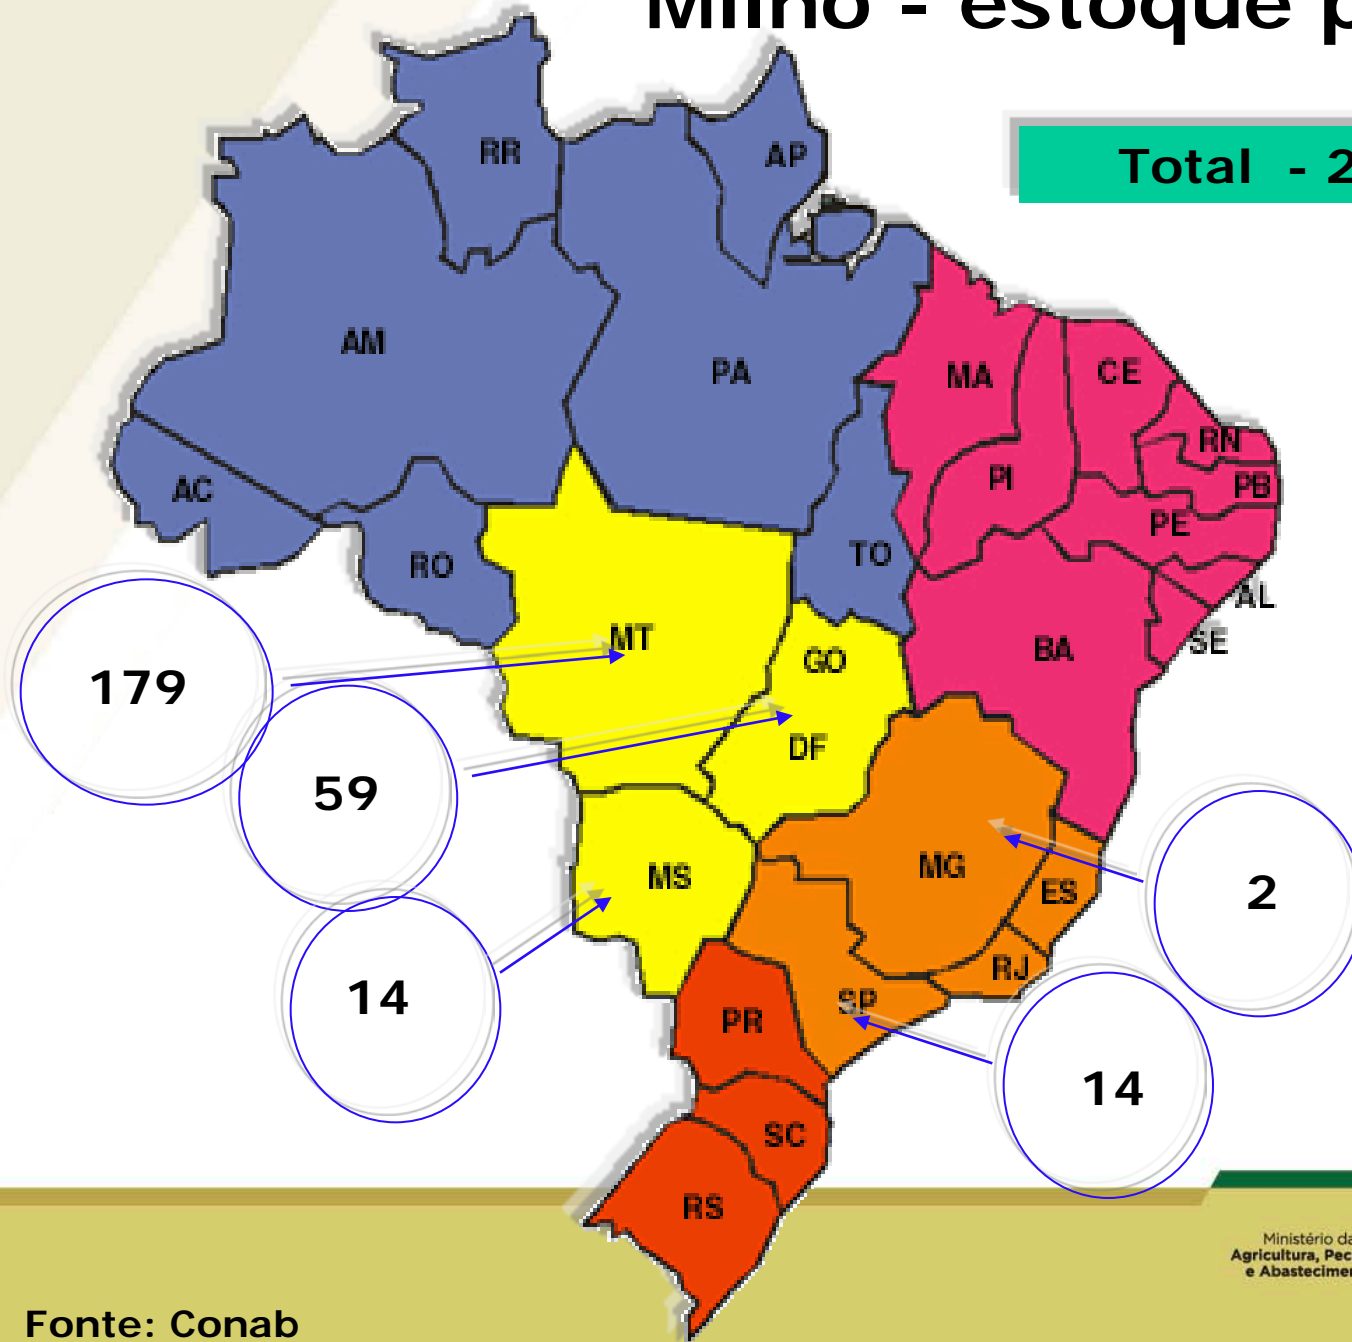 Milho - estoque p
Total - 2
RR
AP
AM
PA
MA
CE
RN
PI
PB
AC
PE
TO
RO
AL
SE
MT
BA
GO
179
DF
59
MG
MS
ES
2
RJ
14
SP
PR
14
SC
RS
Ministério da
Agricultura, Pec
e Abastecimen
Fonte: Conab